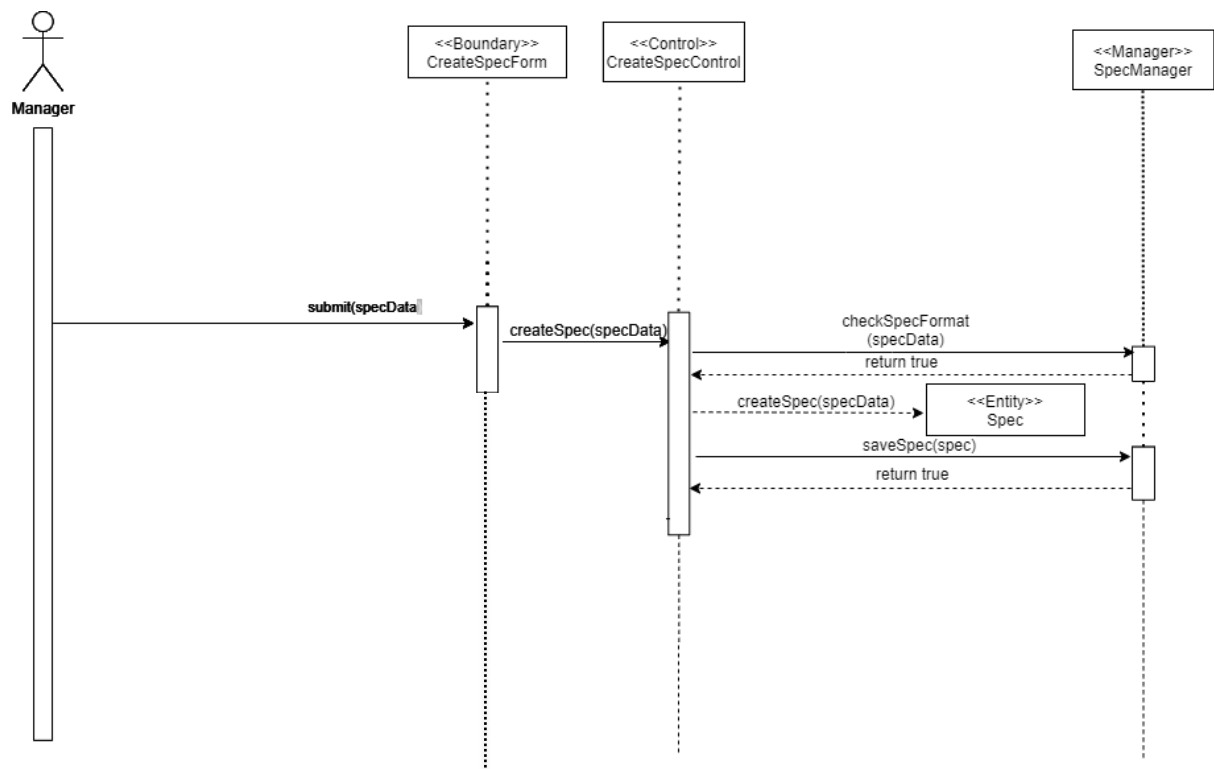 <<Boundary>>
CreateSpecForm
<<Control>>
CreateSpecControl
<<Manager>>
SpecManager
Manager
submit(specData
createSpec(specData)
checkSpecFormat
(specData)
return true
createSpec(specData)
<<Entity>>
Spec
saveSpec(spec)
return true